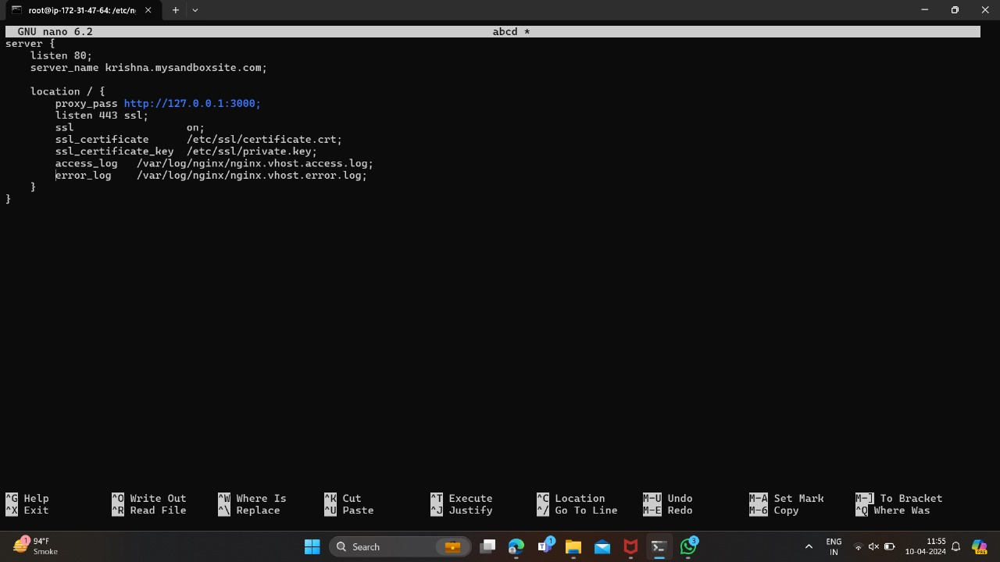 root@ip-172-31-47-64: /etc/n
GNU nano 6.2 abcd *
server {
    listen 80;
    server_name krishna.mysandboxsite.com;

    location / {
        proxy_pass http://127.0.0.1:3000;
        listen 443 ssl;
        ssl                  on;
        ssl_certificate      /etc/ssl/certificate.crt;
        ssl_certificate_key  /etc/ssl/private.key;
        access_log   /var/log/nginx/nginx.vhost.access.log;
        error_log    /var/log/nginx/nginx.vhost.error.log;
    }
}
^G Help ^O Write Out ^W Where Is ^K Cut ^T Execute ^C Location M-U Undo M-A Set Mark M-] To Bracket
^X Exit ^R Read File ^\ Replace ^U Paste ^J Justify ^/ Go To Line M-E Redo M-6 Copy ^Q Where Was
1 94°F
Smoke
Search
1
3
ENG
IN
11:55
10-04-2024
PRE